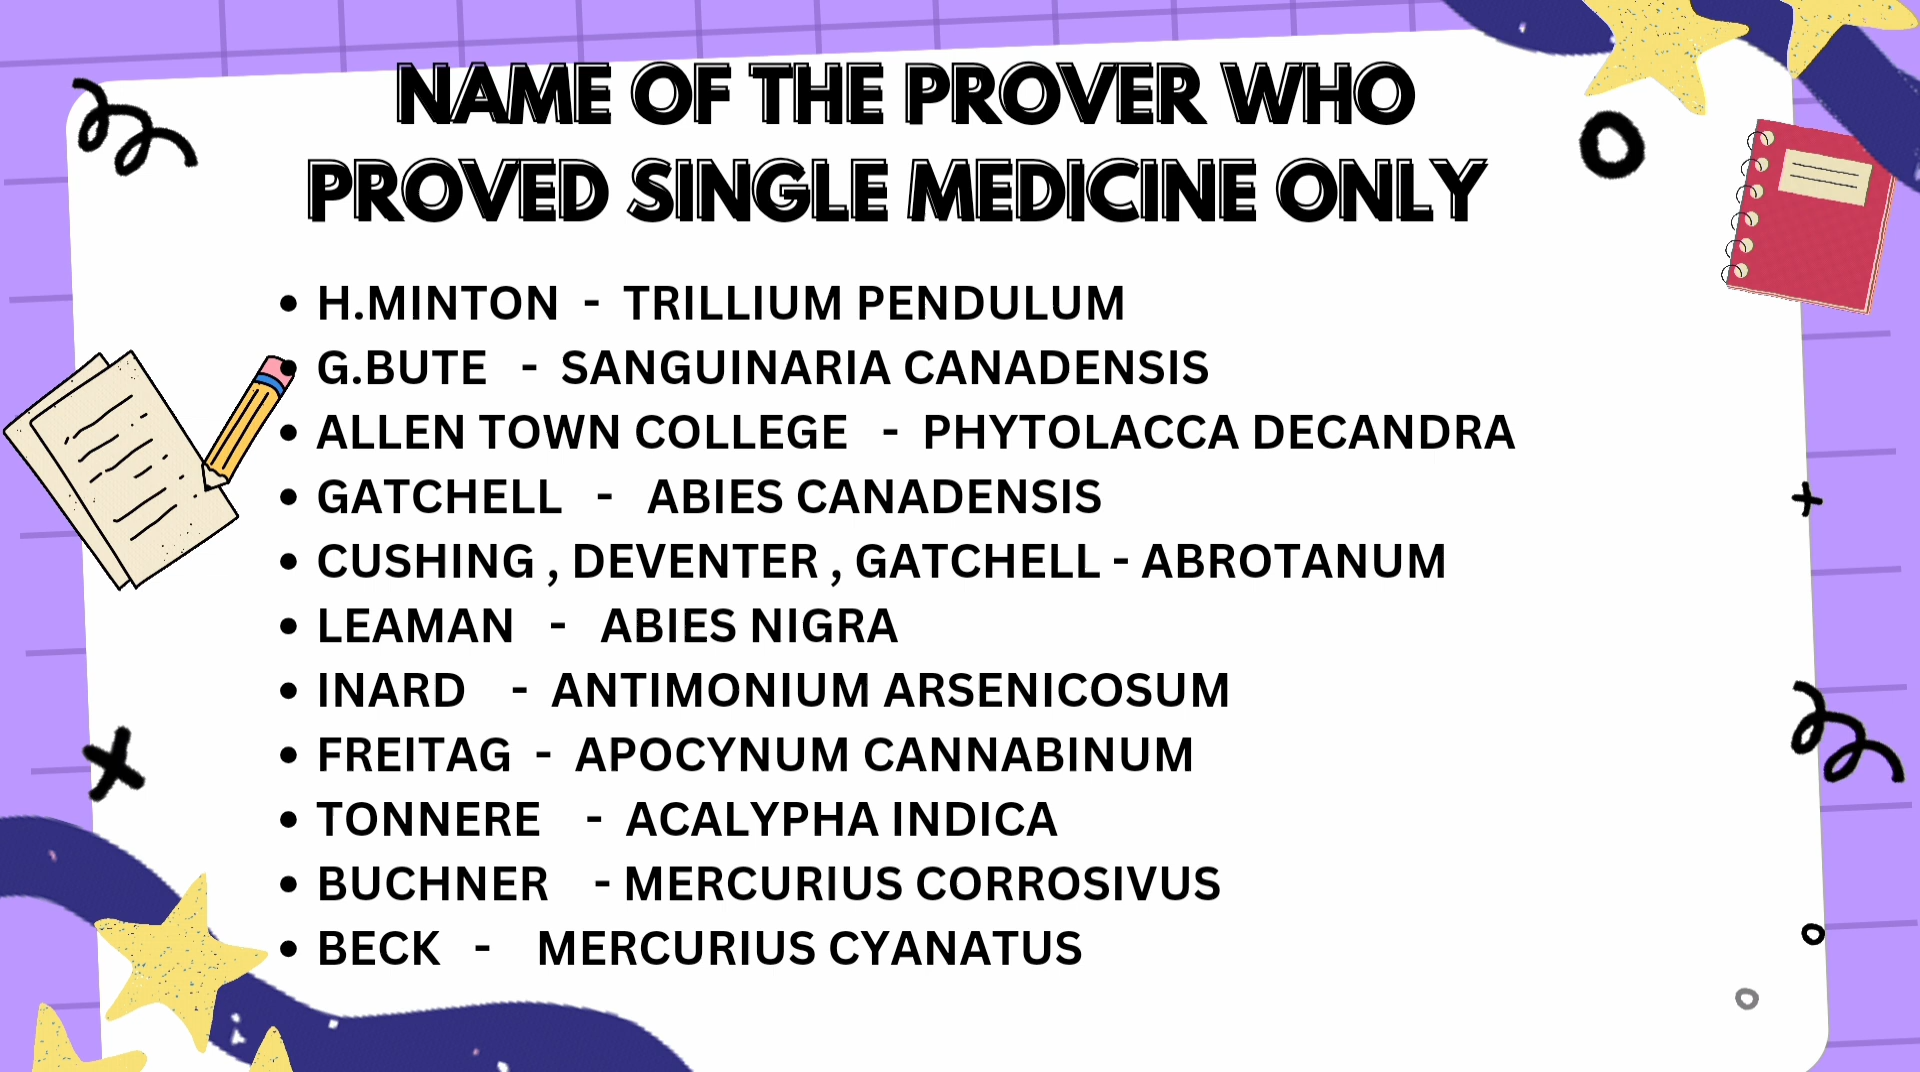 NAME OF THE PROVER WHO
PROVED SINGLE MEDICINE ONLY
• H.MINTON - TRILLIUM PENDULUM
• G.BUTE - SANGUINARIA CANADENSIS
• ALLEN TOWN COLLEGE - PHYTOLACCA DECANDRA
• GATCHELL - ABIES CANADENSIS
• CUSHING , DEVENTER , GATCHELL - ABROTANUM
• LEAMAN - ABIES NIGRA
• INARD - ANTIMONIUM ARSENICOSUM
• FREITAG - APOCYNUM CANNABINUM
• TONNERE - ACALYPHA INDICA
• BUCHNER - MERCURIUS CORROSIVUS
• BECK - MERCURIUS CYANATUS